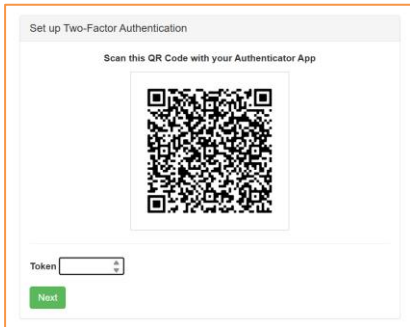 Set up Two-Factor Authentication
Scan this QR Code with your Authenticator App
Token
Next